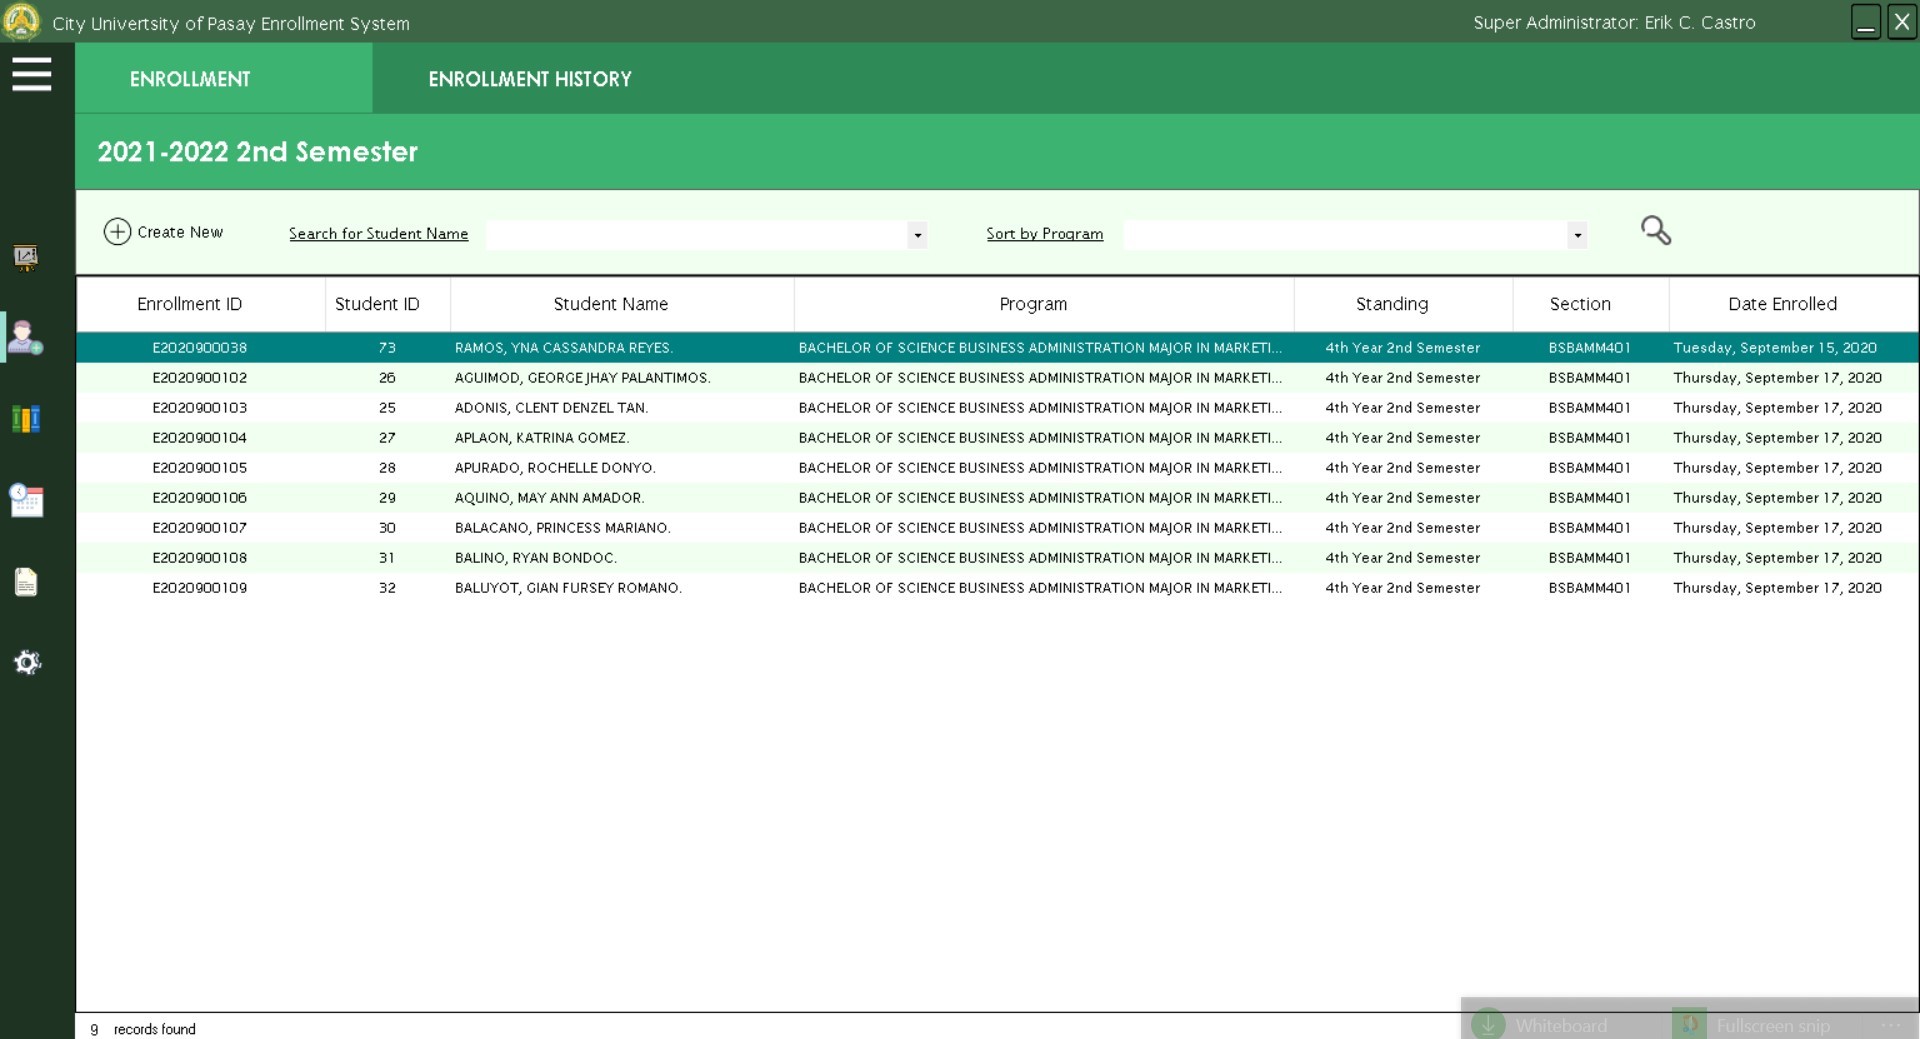 City Univertsity of Pasay Enrollment System Super Administrator: Erik C. Castro _ X
ENROLLMENT ENROLLMENT HISTORY
2021-2022 2nd Semester
Create New Search for Student Name Sort by Program
Enrollment ID Student ID Student Name Program Standing Section Date Enrolled
E2020900038 73 RAMOS, YNA CASSANDRA REYES. BACHELOR OF SCIENCE BUSINESS ADMINISTRATION MAJOR IN MARKETI... 4th Year 2nd Semester BSBAMM401 Tuesday, September 15, 2020
E2020900102 26 AGUIMOD, GEORGE JHAY PALANTIMOS. BACHELOR OF SCIENCE BUSINESS ADMINISTRATION MAJOR IN MARKETI... 4th Year 2nd Semester BSBAMM401 Thursday, September 17, 2020
E2020900103 25 ADONIS, CLENT DENZEL TAN. BACHELOR OF SCIENCE BUSINESS ADMINISTRATION MAJOR IN MARKETI... 4th Year 2nd Semester BSBAMM401 Thursday, September 17, 2020
E2020900104 27 APLAON, KATRINA GOMEZ. BACHELOR OF SCIENCE BUSINESS ADMINISTRATION MAJOR IN MARKETI... 4th Year 2nd Semester BSBAMM401 Thursday, September 17, 2020
E2020900105 28 APURADO, ROCHELLE DONYO. BACHELOR OF SCIENCE BUSINESS ADMINISTRATION MAJOR IN MARKETI... 4th Year 2nd Semester BSBAMM401 Thursday, September 17, 2020
E2020900106 29 AQUINO, MAY ANN AMADOR. BACHELOR OF SCIENCE BUSINESS ADMINISTRATION MAJOR IN MARKETI... 4th Year 2nd Semester BSBAMM401 Thursday, September 17, 2020
E2020900107 30 BALACANO, PRINCESS MARIANO. BACHELOR OF SCIENCE BUSINESS ADMINISTRATION MAJOR IN MARKETI... 4th Year 2nd Semester BSBAMM401 Thursday, September 17, 2020
E2020900108 31 BALINO, RYAN BONDOC. BACHELOR OF SCIENCE BUSINESS ADMINISTRATION MAJOR IN MARKETI... 4th Year 2nd Semester BSBAMM401 Thursday, September 17, 2020
E2020900109 32 BALUYOT, GIAN FURSEY ROMANO. BACHELOR OF SCIENCE BUSINESS ADMINISTRATION MAJOR IN MARKETI... 4th Year 2nd Semester BSBAMM401 Thursday, September 17, 2020
9 records found Whiteboard Fullscreen snip ...